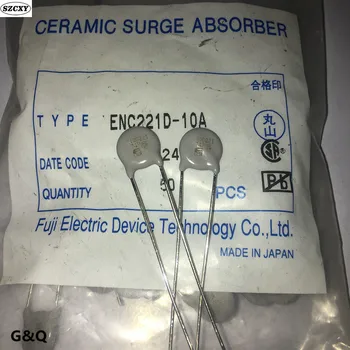 SZCXY
CERAMIC SURGE ABSORBER
合格印
TYPE ENC221D-10A
丸山
DATE CODE 24
QUANTITY 50 PCS
Fuji Electric Device Technology Co., Ltd.
MADE IN JAPAN
G&Q